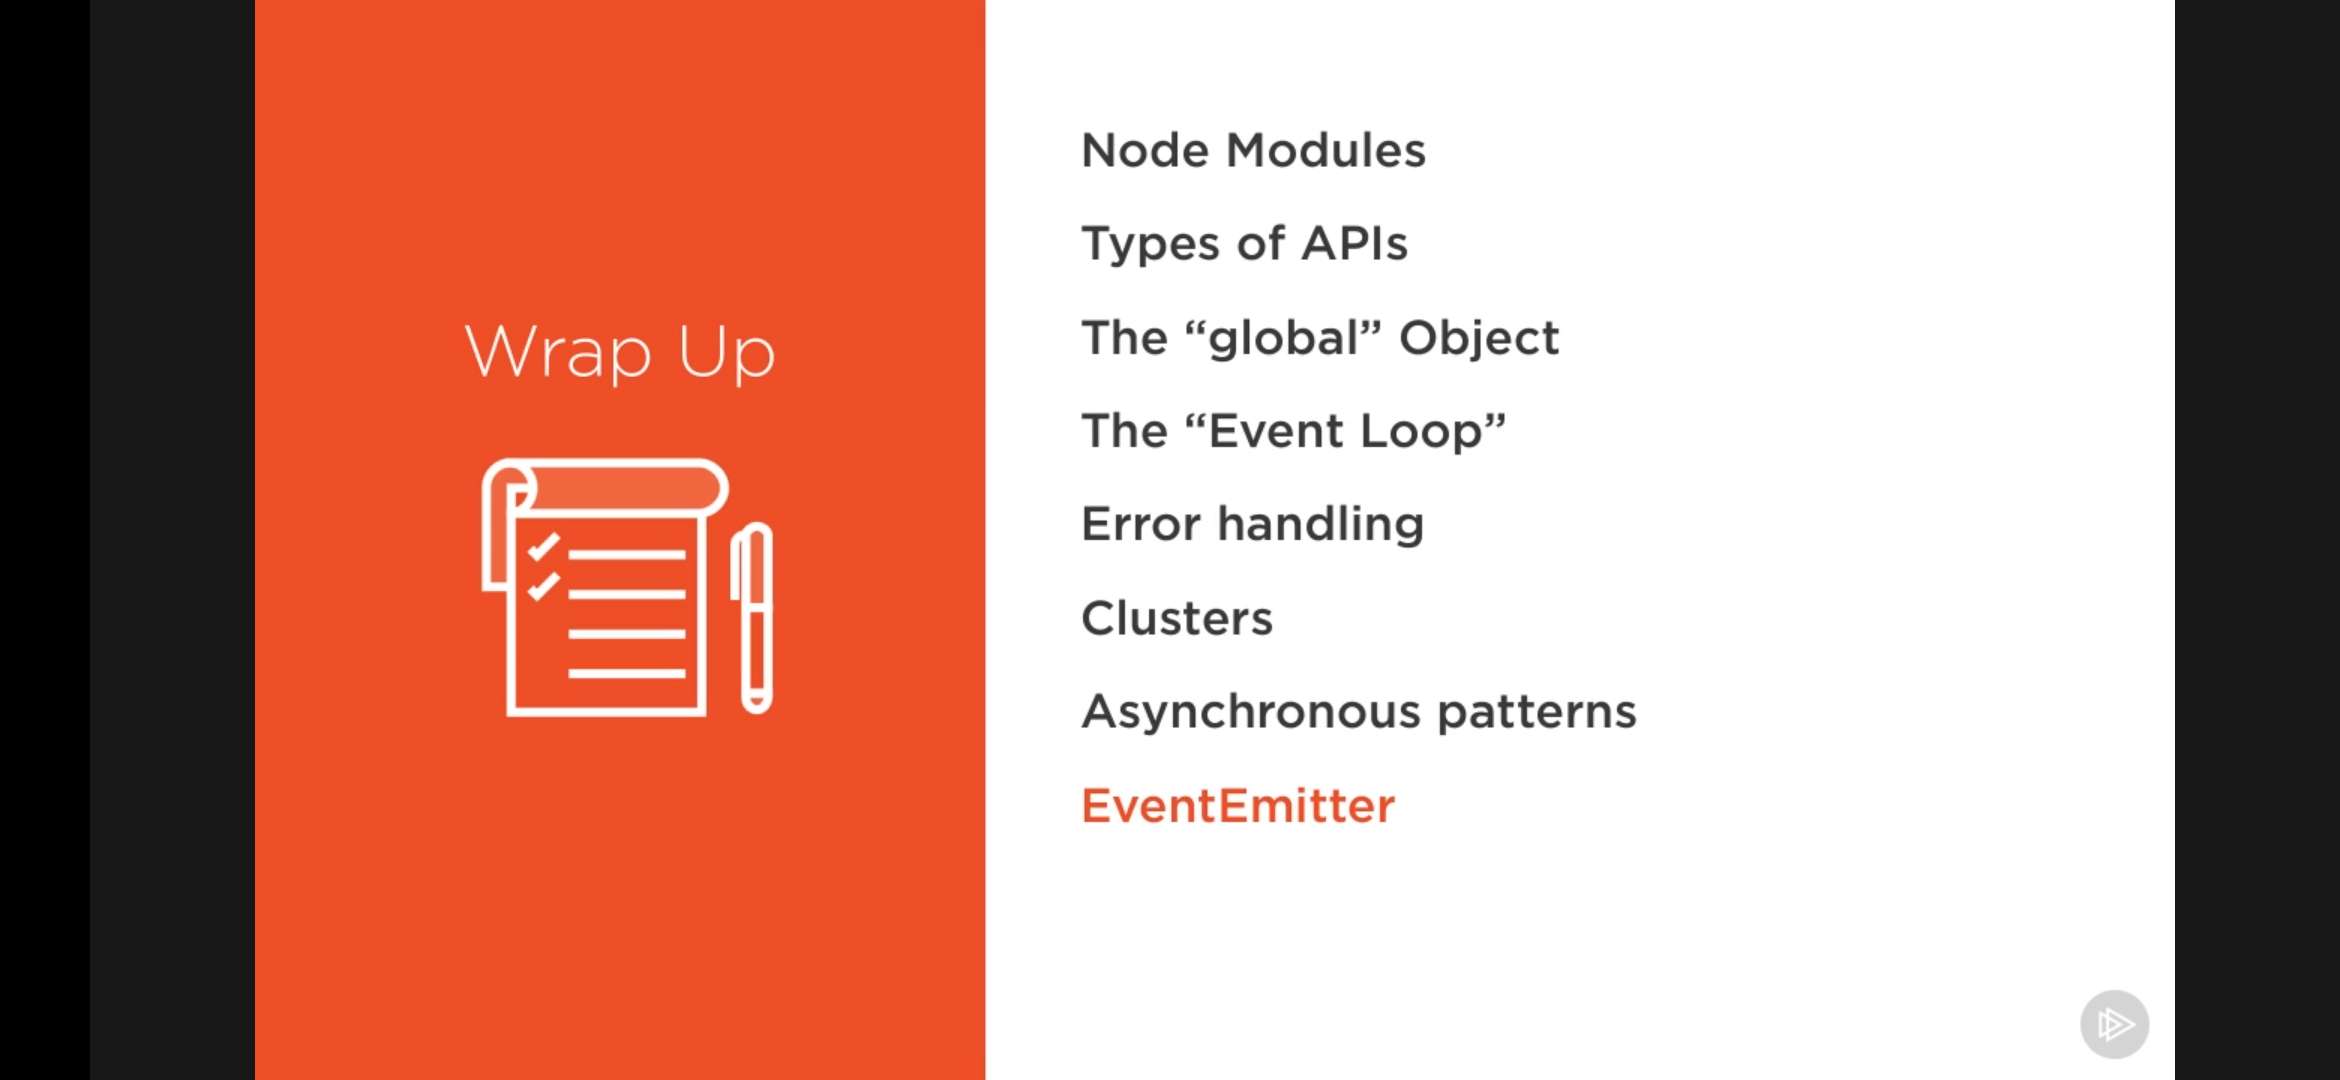 Wrap Up
Node Modules
Types of APIs
The “global” Object
The “Event Loop”
Error handling
Clusters
Asynchronous patterns
EventEmitter